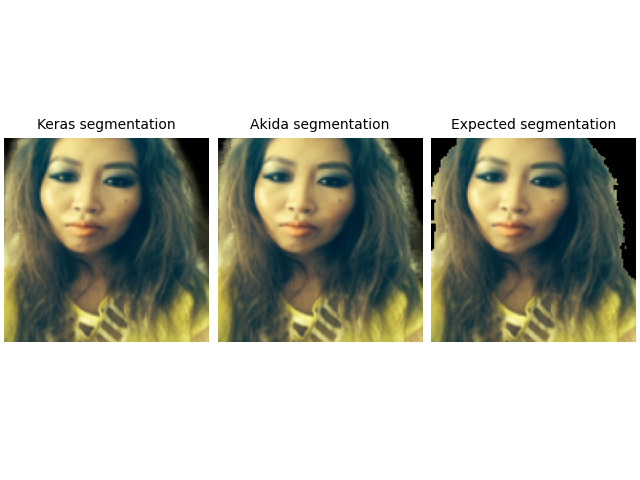 Keras segmentation
Akida segmentation
Expected segmentation